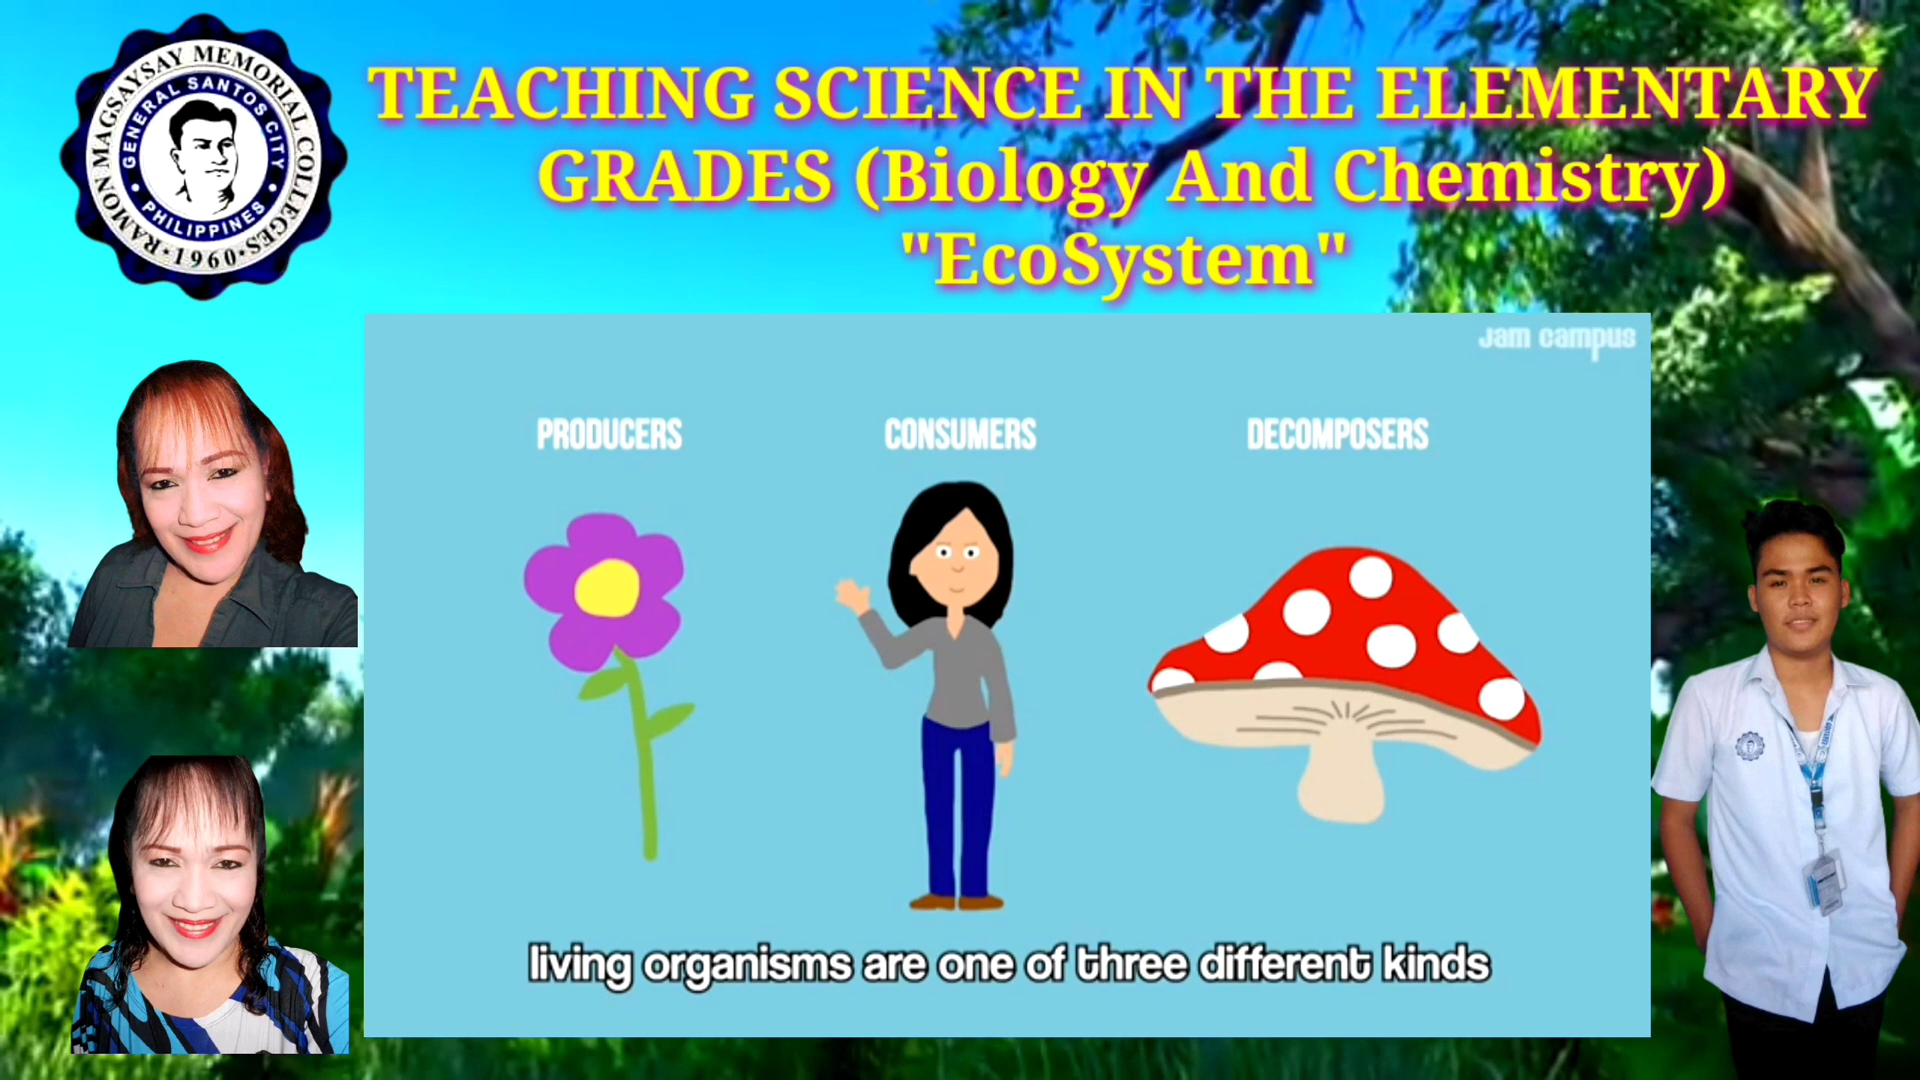 RAMON MAGSAYSAY MEMORIAL COLLEGES
GENERAL SANTOS CITY
PHILIPPINES
1960
TEACHING SCIENCE IN THE ELEMENTARY
GRADES (Biology And Chemistry)
"EcoSystem"
Jam campus
PRODUCERS CONSUMERS DECOMPOSERS
living organisms are one of three different kinds